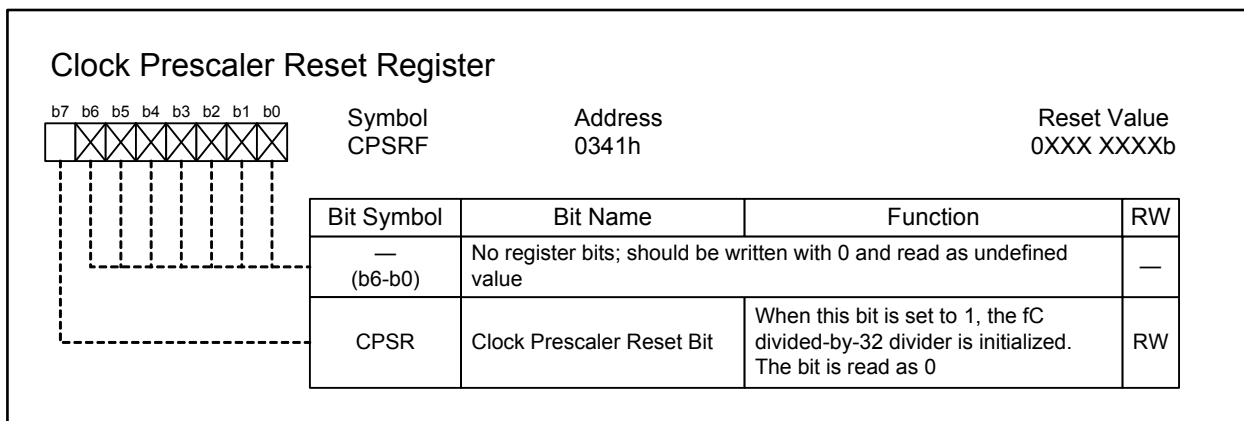 Clock Prescaler Reset Register
b7 b6 b5 b4 b3 b2 b1 b0
Symbol Address Reset Value
CPSRF 0341h 0XXX XXXXb
Bit Symbol Bit Name Function RW
—
(b6-b0)
No register bits; should be written with 0 and read as undefined
value
—
CPSR
Clock Prescaler Reset Bit
When this bit is set to 1, the fC
divided-by-32 divider is initialized.
The bit is read as 0
RW